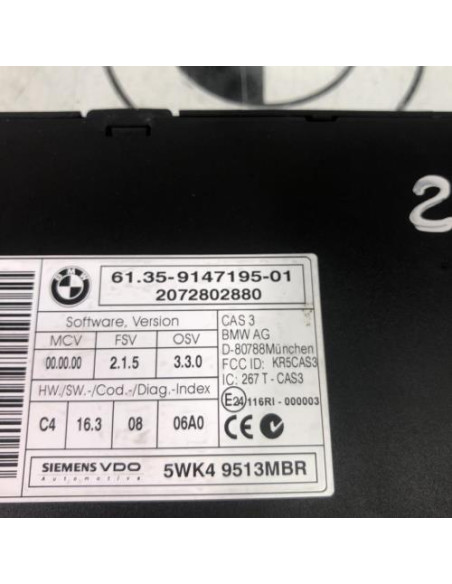 BMW
61.35-9147195-01
2072802880
Software, Version
MCV FSV OSV
00.00.00 2.1.5 3.3.0
HW./SW.-/Cod.-/Diag.-Index
C4 16.3 08 06A0
CAS 3
BMW AG
D-80788München
FCC ID: KR5CAS3
IC: 267 T - CAS3
E24 116RI - 000003
CE
SIEMENS VDO
Automotive
5WK4 9513MBR
2